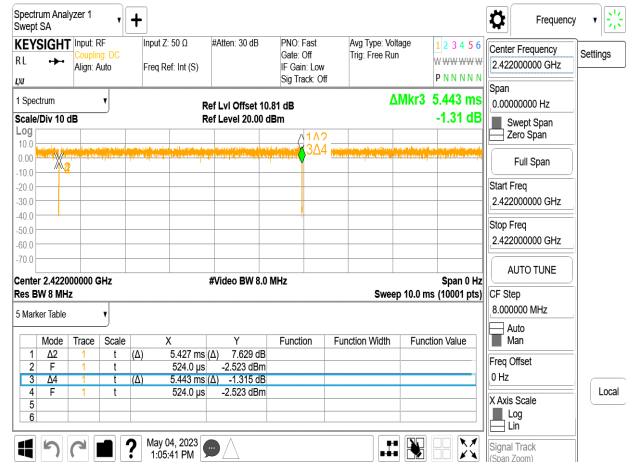 Spectrum Analyzer 1
Swept SA
Frequency
KEYSIGHT
RL
Input: RF
Coupling: DC
Align: Auto
Input Z: 50 Ω
Freq Ref: Int (S)
#Atten: 30 dB
PNO: Fast
Gate: Off
IF Gain: Low
Sig Track: Off
Avg Type: Voltage
Trig: Free Run
1 2 3 4 5 6
W W W W W W
P N N N N N
1 Spectrum
Scale/Div 10 dB
Ref Lvl Offset 10.81 dB
Ref Level 20.00 dBm
ΔMkr3 5.443 ms
-1.31 dB
Log
10.0
0.00
-10.0
-20.0
-30.0
-40.0
-50.0
-60.0
-70.0
1Δ2
3Δ4
Center 2.422000000 GHz
#Video BW 8.0 MHz
Span 0 Hz
Res BW 8 MHz
Sweep 10.0 ms (10001 pts)
5 Marker Table
Mode Trace Scale X Y Function Function Width Function Value
1 Δ2 1 t (Δ) 5.427 ms (Δ) 7.629 dB
2 F 1 t 524.0 µs -2.523 dBm
3 Δ4 1 t (Δ) 5.443 ms (Δ) -1.315 dB
4 F 1 t 524.0 µs -2.523 dBm
5
6
May 04, 2023
1:05:41 PM
Center Frequency
2.422000000 GHz
Settings
Span
0.00000000 Hz
Swept Span
Zero Span
Full Span
Start Freq
2.422000000 GHz
Stop Freq
2.422000000 GHz
AUTO TUNE
CF Step
8.000000 MHz
Auto
Man
Freq Offset
0 Hz
X Axis Scale
Log
Lin
Local
Signal Track
(Span Zoom)